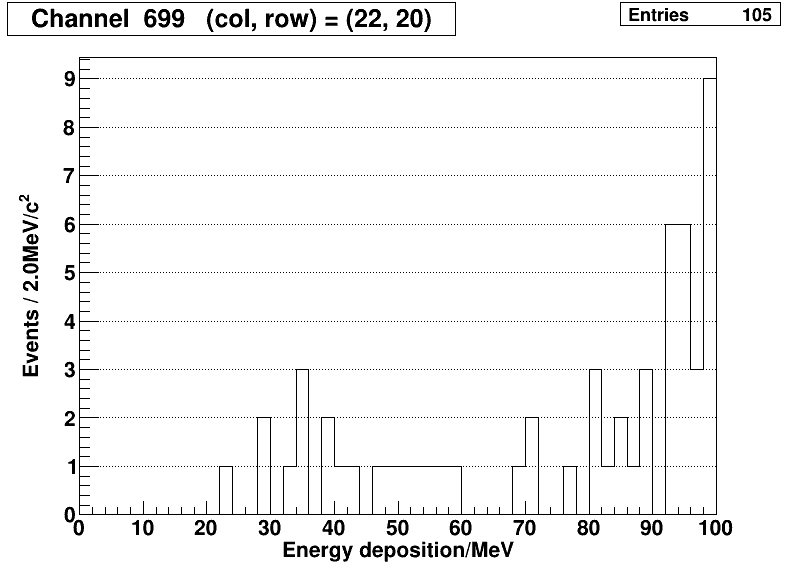 Channel 699 (col, row) = (22, 20)
Entries 105
Events / 2.0MeV/c²
9
8
7
6
5
4
3
2
1
0
0 10 20 30 40 50 60 70 80 90 100
Energy deposition/MeV